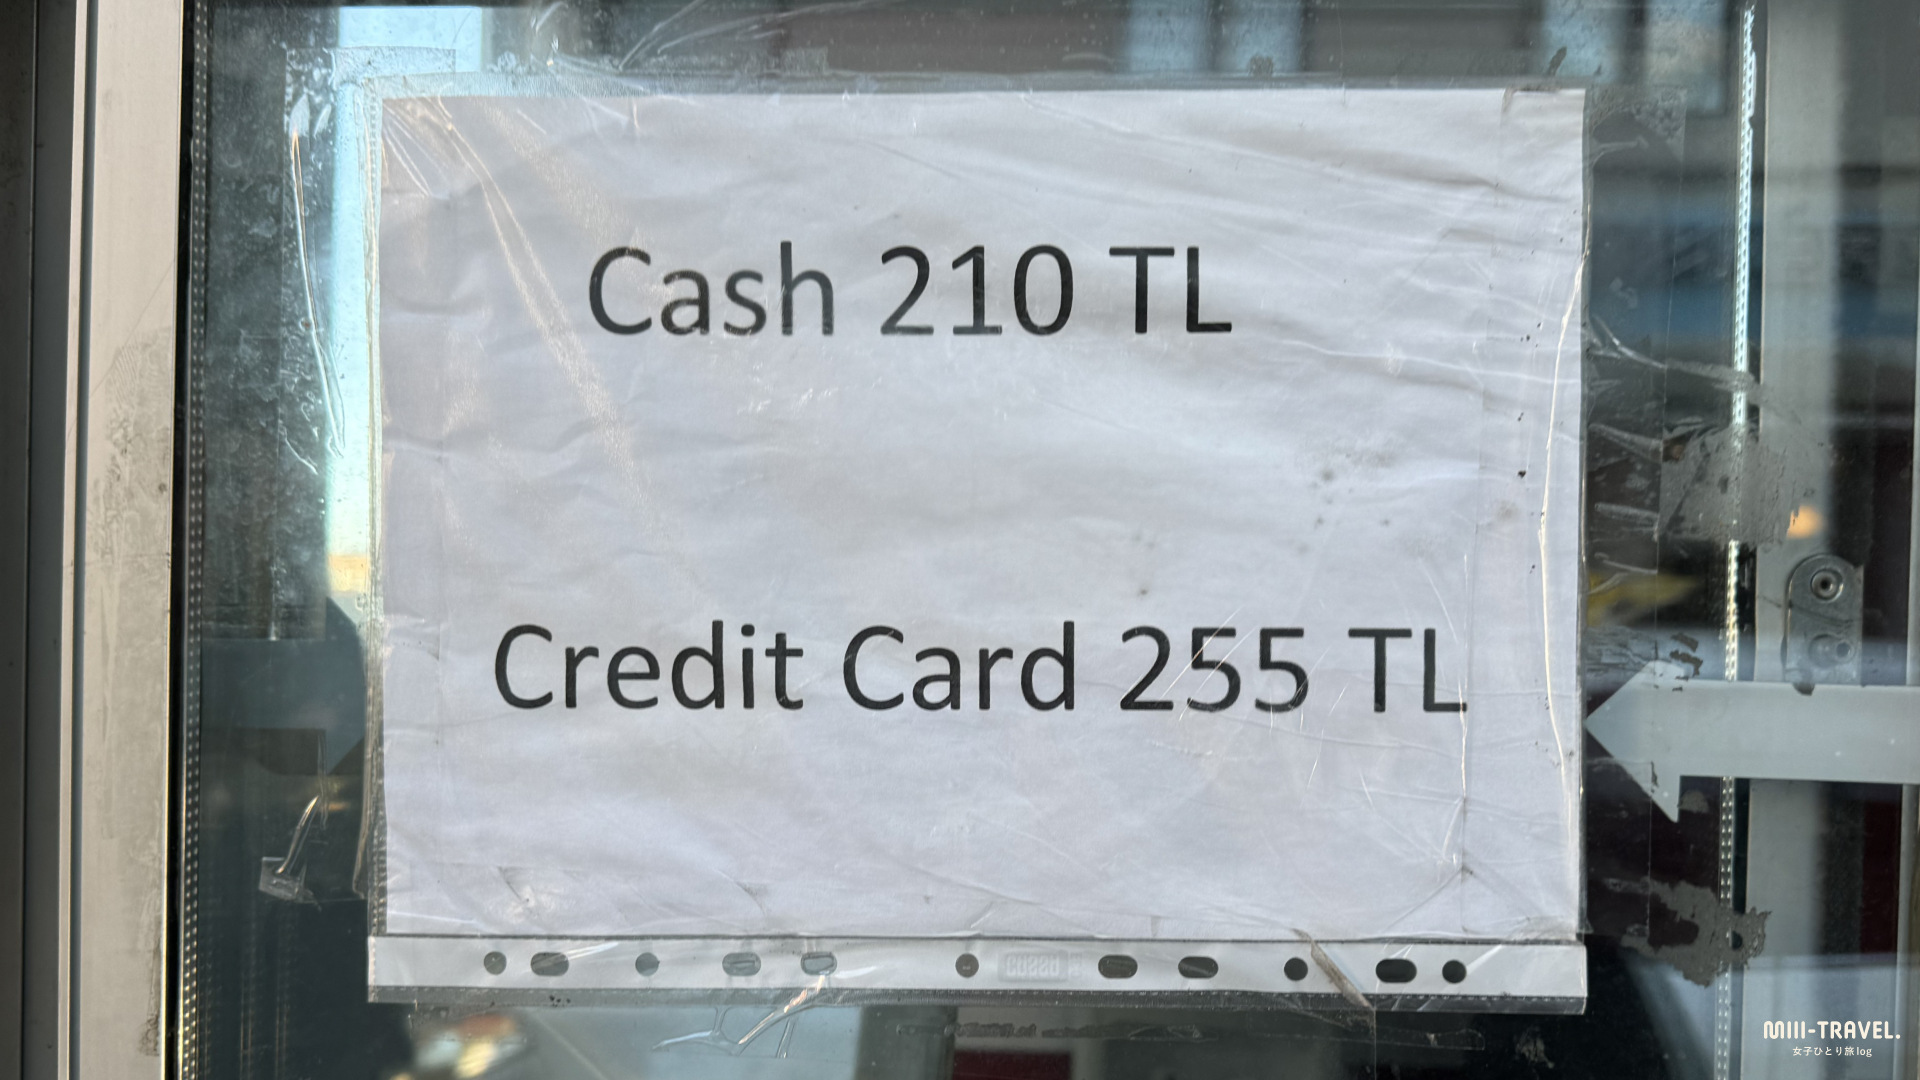 Cash 210 TL
Credit Card 255 TL
MIII-TRAVEL.
女子ひとり旅log